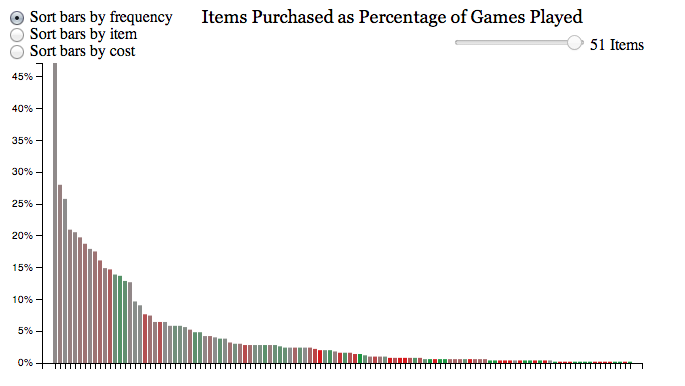 Sort bars by frequency
Sort bars by item
Sort bars by cost
Items Purchased as Percentage of Games Played
51 Items
45%
40%
35%
30%
25%
20%
15%
10%
5%
0%